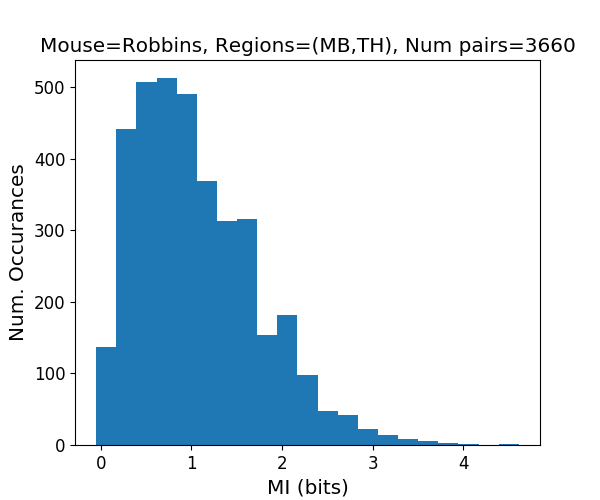 Mouse=Robbins, Regions=(MB,TH), Num pairs=3660
500
400
300
200
100
0
Num. Occurances
0 1 2 3 4
MI (bits)